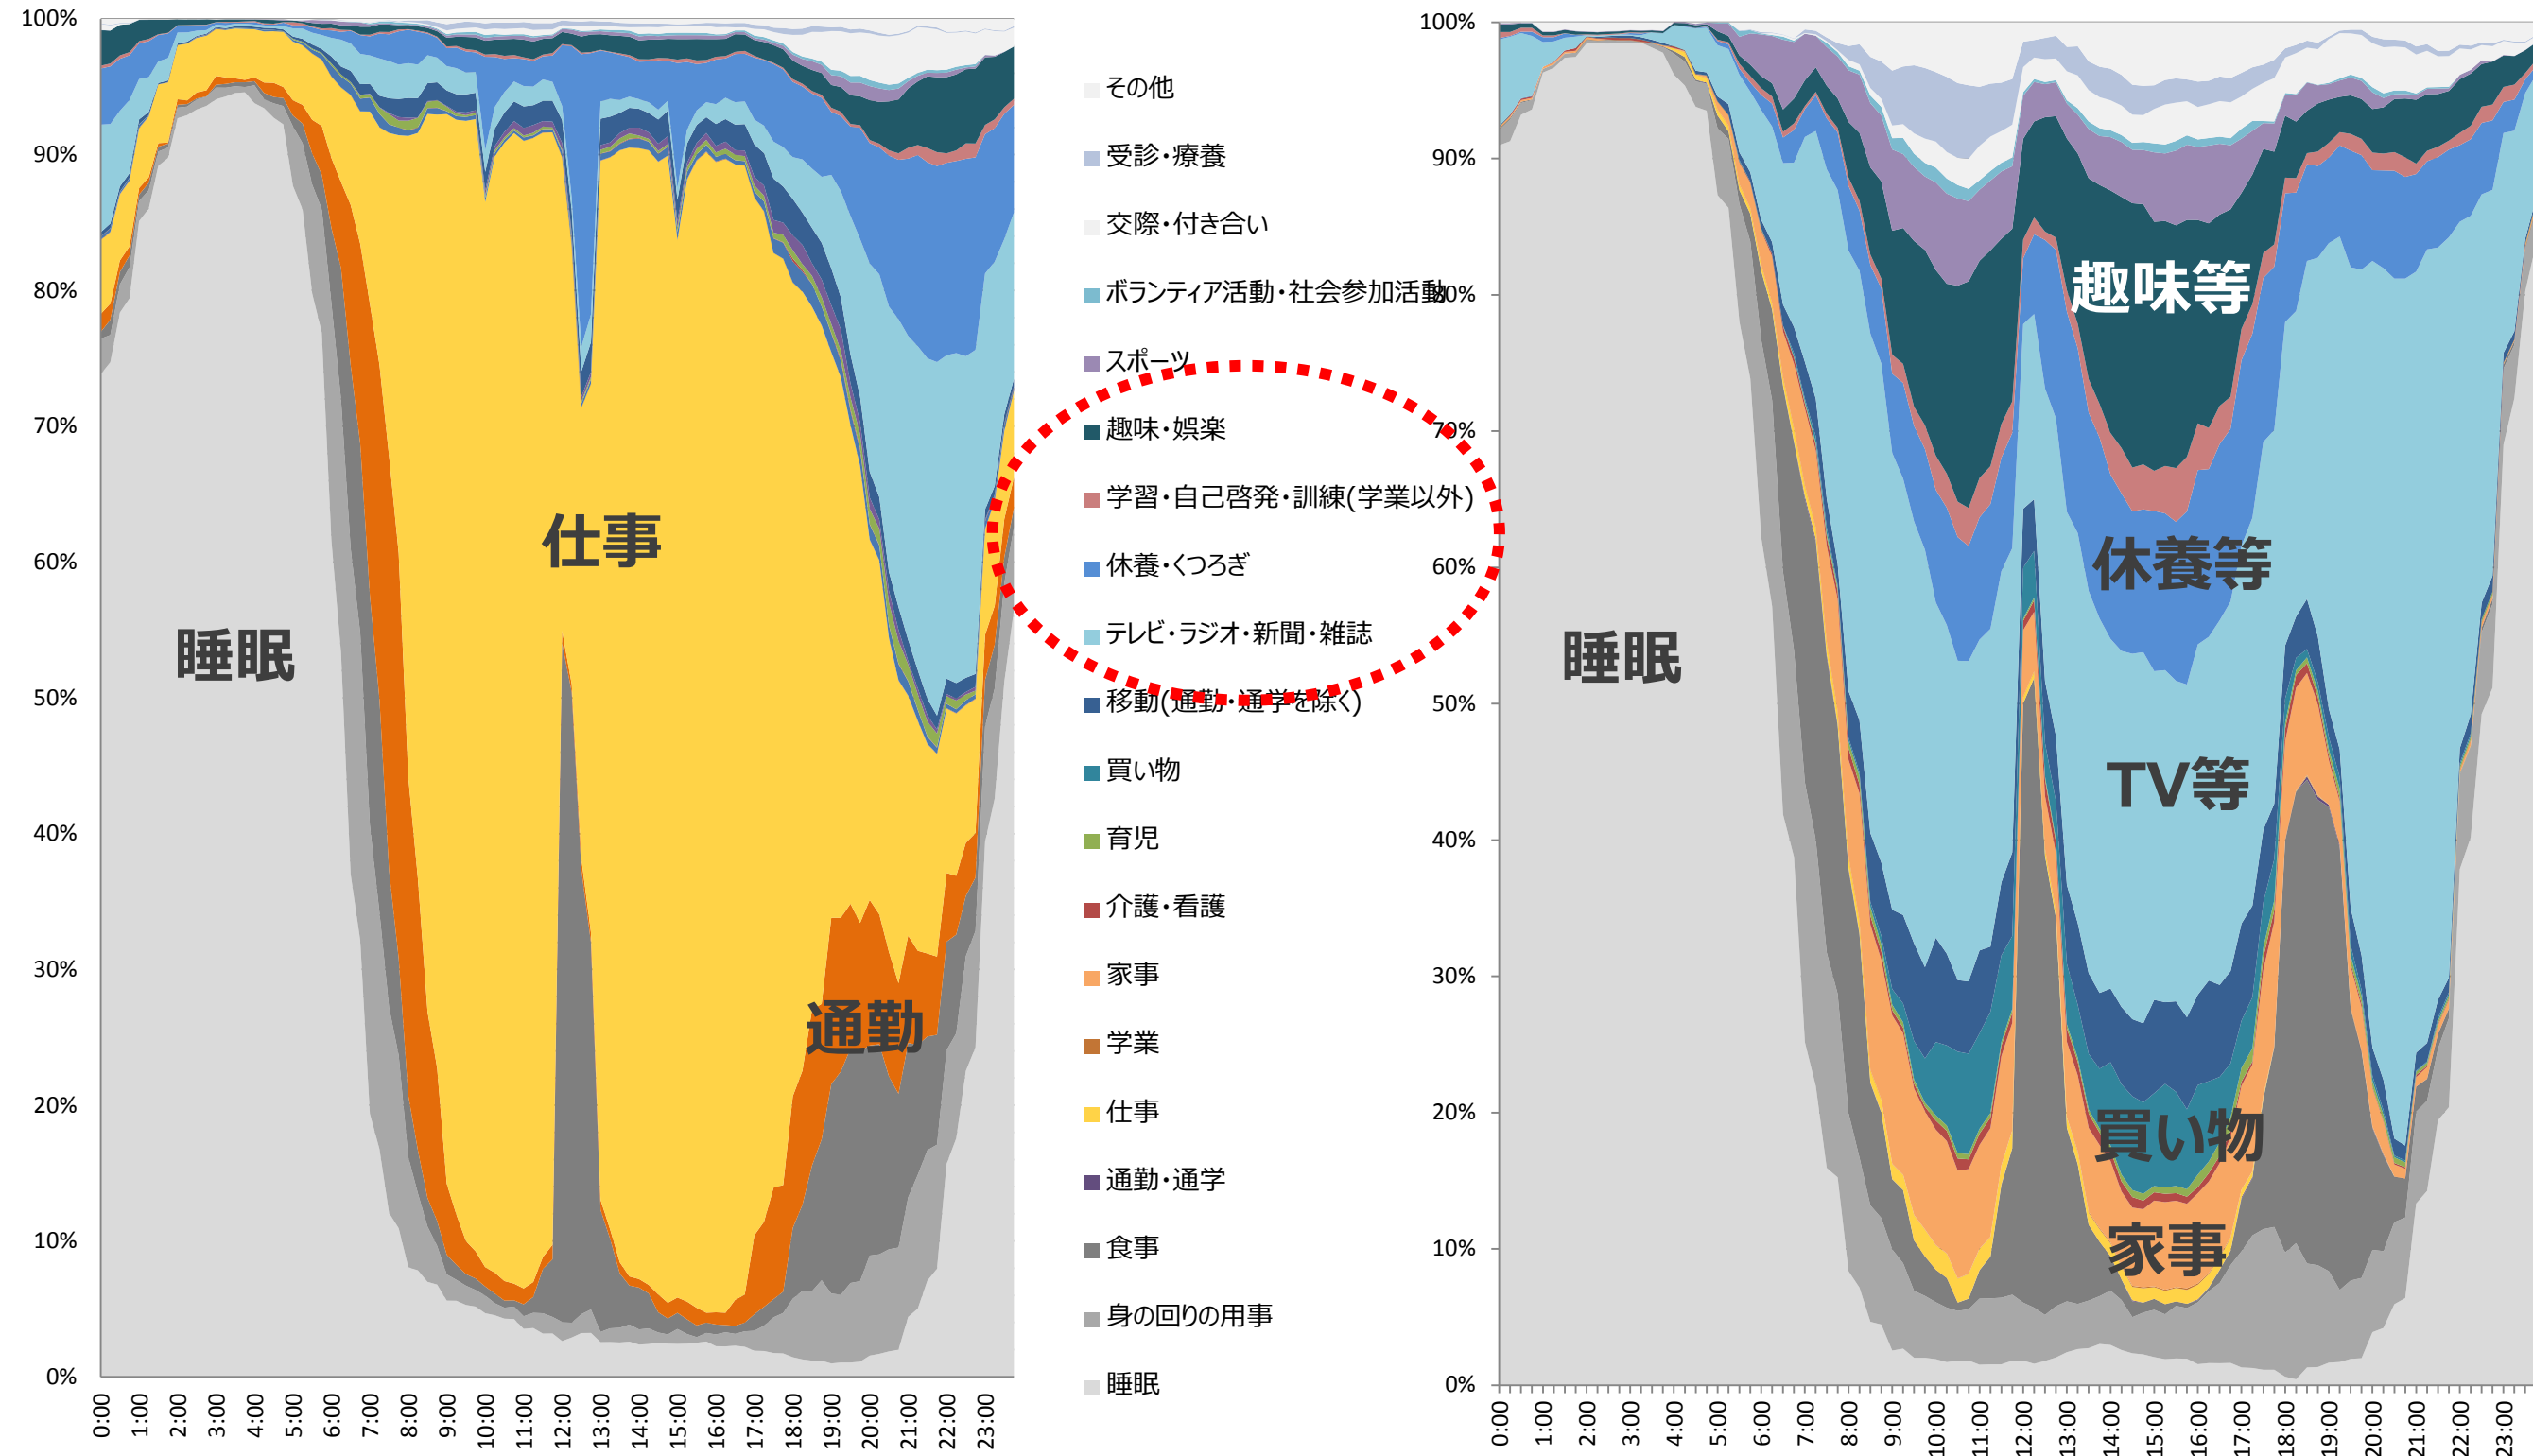 100%
90%
80%
70%
60%
50%
40%
30%
20%
10%
0%
0:00
1:00
2:00
3:00
4:00
5:00
6:00
7:00
8:00
9:00
10:00
11:00
12:00
13:00
14:00
15:00
16:00
17:00
18:00
19:00
20:00
21:00
22:00
23:00
睡眠
仕事
通勤
その他
受診・療養
交際・付き合い
ボランティア活動・社会参加活動
スポーツ
趣味・娯楽
学習・自己啓発・訓練(学業以外)
休養・くつろぎ
テレビ・ラジオ・新聞・雑誌
移動(通勤・通学を除く)
買い物
育児
介護・看護
家事
学業
仕事
通勤・通学
食事
身の回りの用事
睡眠
100%
90%
80%
70%
60%
50%
40%
30%
20%
10%
0%
0:00
1:00
2:00
3:00
4:00
5:00
6:00
7:00
8:00
9:00
10:00
11:00
12:00
13:00
14:00
15:00
16:00
17:00
18:00
19:00
20:00
21:00
22:00
23:00
睡眠
趣味等
休養等
TV等
買い物
家事